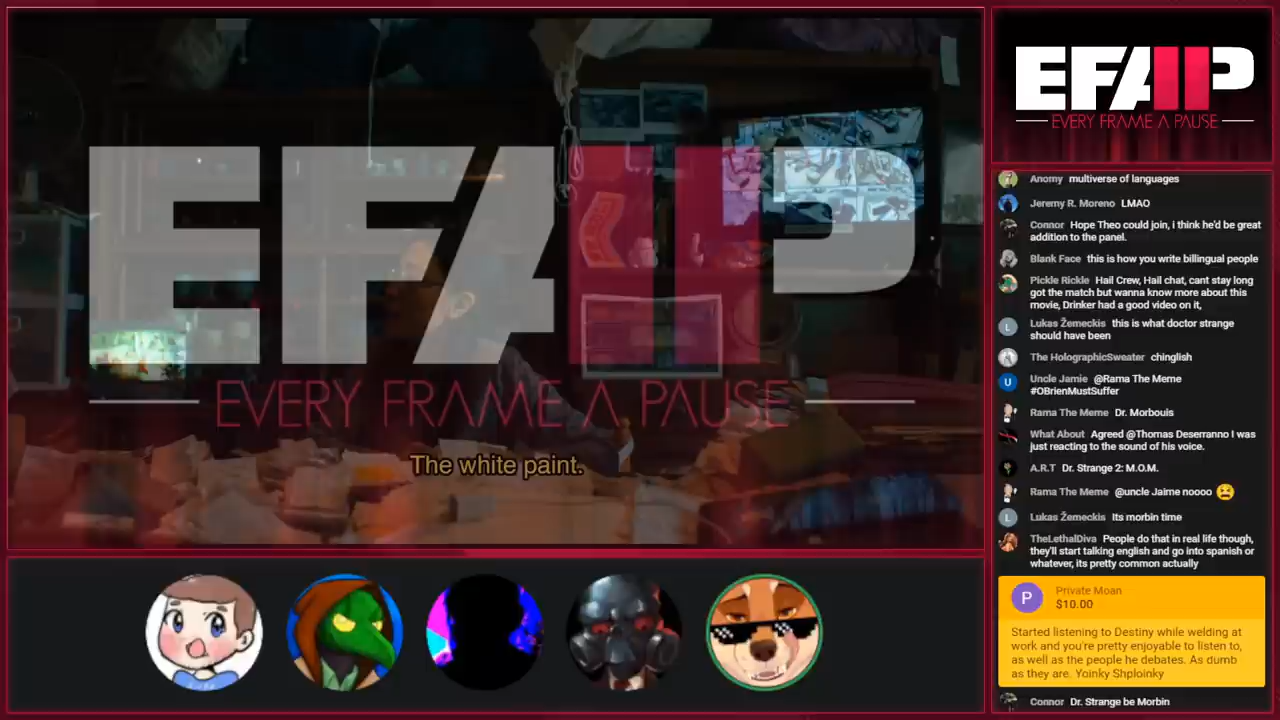 EFAP
EVERY FRAME A PAUSE
The white paint.
EFAP
EVERY FRAME A PAUSE
Anomy multiverse of languages
Jeremy R. Moreno LMAO
Connor Hope Theo could join, i think he'd be great
addition to the panel.
Blank Face this is how you write billingual people
Pickle Rickle Hail Crew, Hail chat, cant stay long
got the match but wanna know more about this
movie, Drinker had a good video on it,
L
Lukas Žemeckis this is what doctor strange
should have been
The HolographicSweater chinglish
U
Uncle Jamie @Rama The Meme
#OBrienMustSuffer
Rama The Meme Dr. Morbouis
What About Agreed @Thomas Deserranno I was
just reacting to the sound of his voice.
A.R.T Dr. Strange 2: M.O.M.
Rama The Meme @uncle Jaime noooo
L
Lukas Žemeckis Its morbin time
TheLethalDiva People do that in real life though,
they'll start talking english and go into spanish or
whatever, its pretty common actually
P
Private Moan
$10.00
Started listening to Destiny while welding at
work and you're pretty enjoyable to listen to,
as well as the people he debates. As dumb
as they are. Yoinky Shploinky
Connor Dr. Strange be Morbin